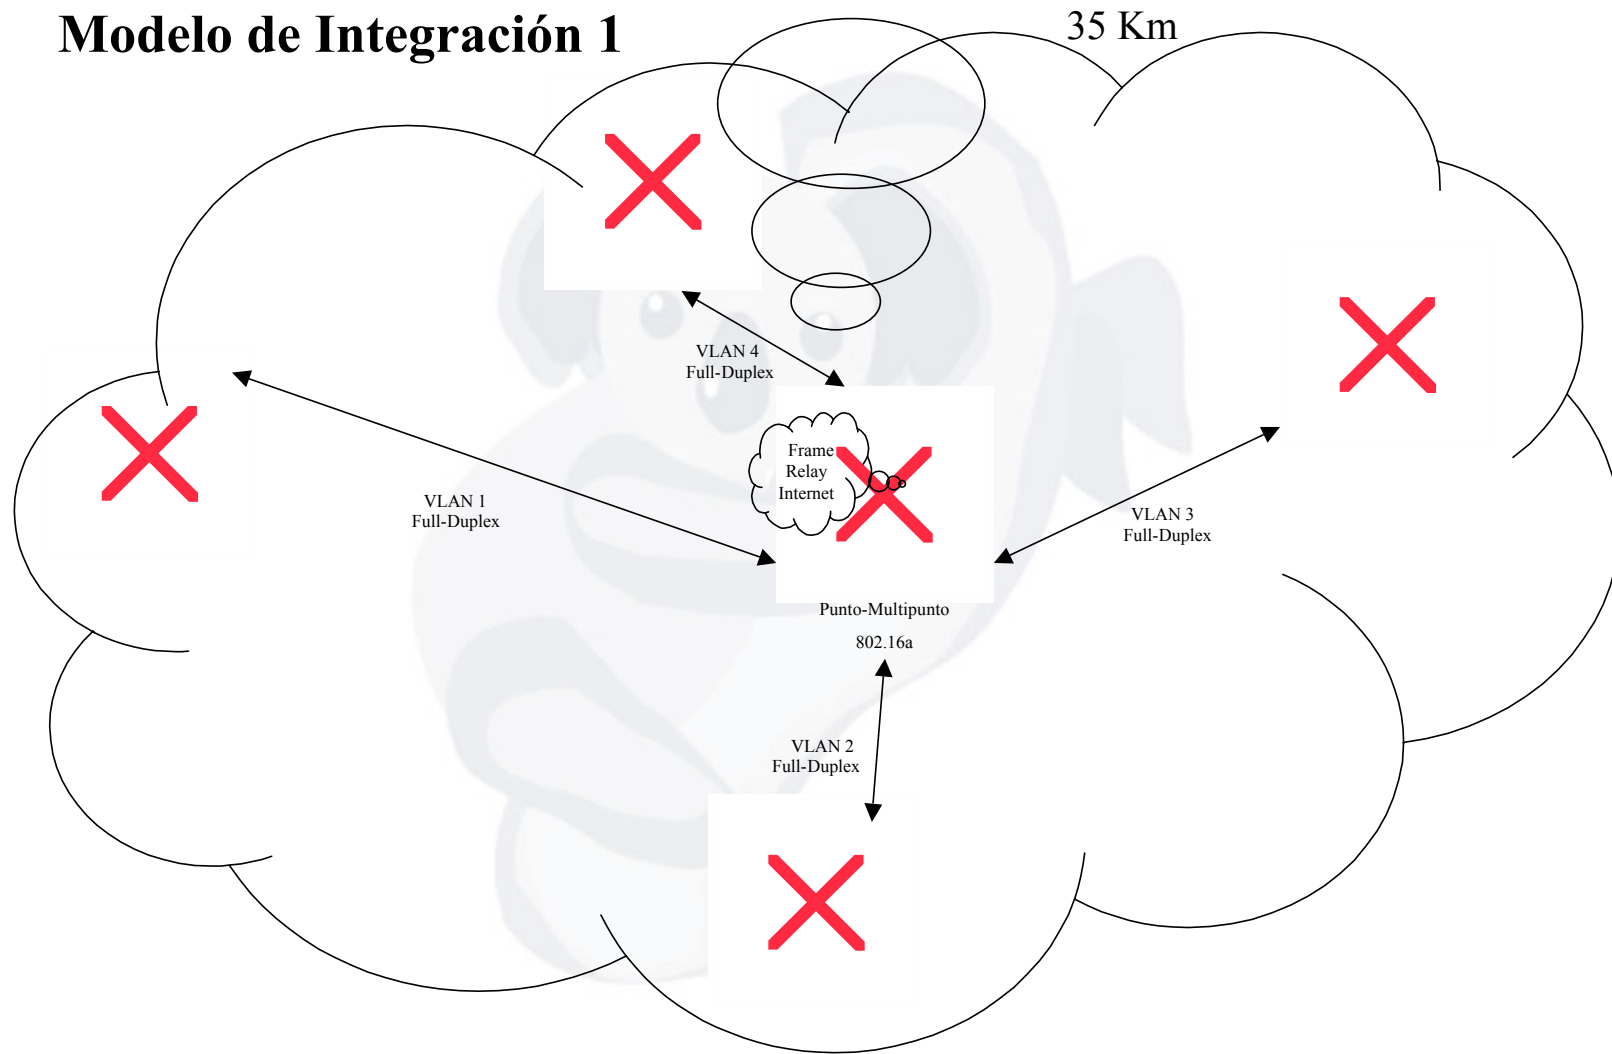 Modelo de Integración 1
35 Km
VLAN 4
Full-Duplex
Frame
Relay
Internet
VLAN 1
Full-Duplex
VLAN 3
Full-Duplex
Punto-Multipunto
802.16a
VLAN 2
Full-Duplex